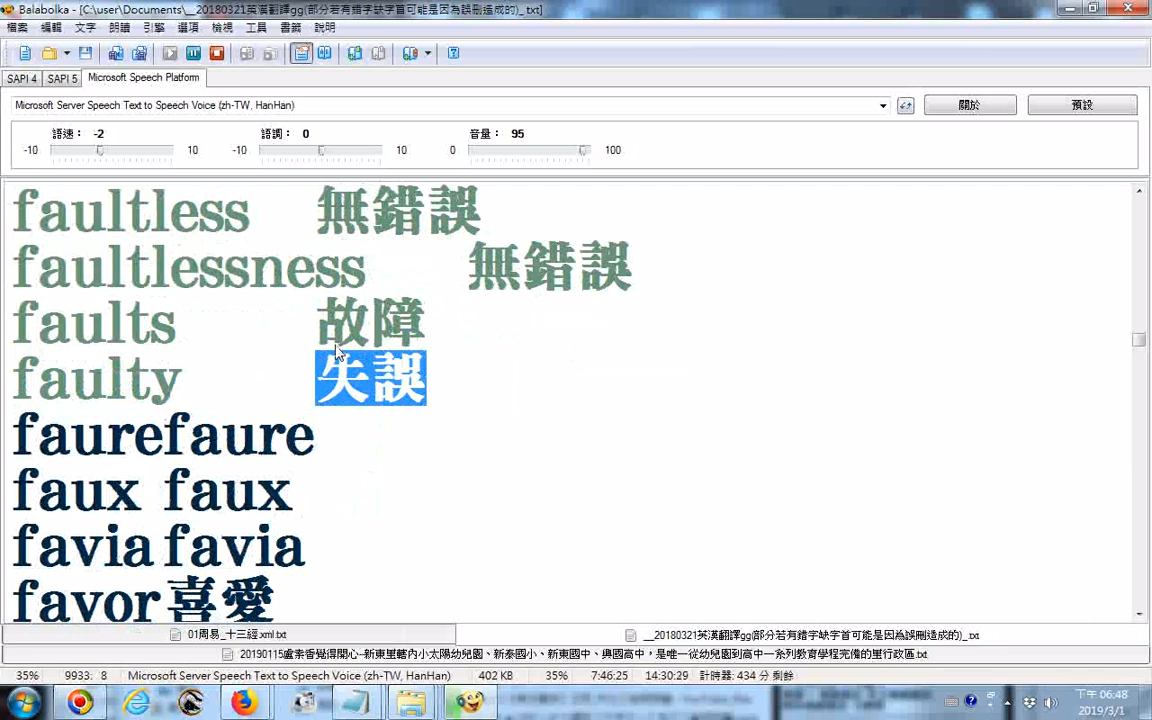 Balabolka - [C:\user\Documents\__20180321英漢翻譯gg(部分若有錯字缺字首可能是因為誤刪造成的)_.txt]
檔案 編輯 文字 朗讀 引擎 選項 檢視 工具 書籤 說明
SAPI 4 SAPI 5 Microsoft Speech Platform
Microsoft Server Speech Text to Speech Voice (zh-TW, HanHan) 關於 預設
語速： -2 語調： 0 音量： 95
-10 10 -10 10 0 100
faultless 無錯誤
faultlessness 無錯誤
faults 故障
faulty 失誤
faurefaure
faux faux
favia favia
favor 喜愛
01周易_十三經.xml.txt __20180321英漢翻譯gg(部分若有錯字缺字首可能是因為誤刪造成的)_.txt
20190115盧素香覺得開心-新東里轄內小太陽幼兒園、新泰國小、新東國中、興國高中，是唯一從幼兒園到高中一系列教育學程完備的里行政區.txt
35% 9933: 8 Microsoft Server Speech Text to Speech Voice (zh-TW, HanHan) 402 KB 35% 7:46:25 14:30:29 計時器: 434 分 剩餘
下午 06:48
2019/3/1